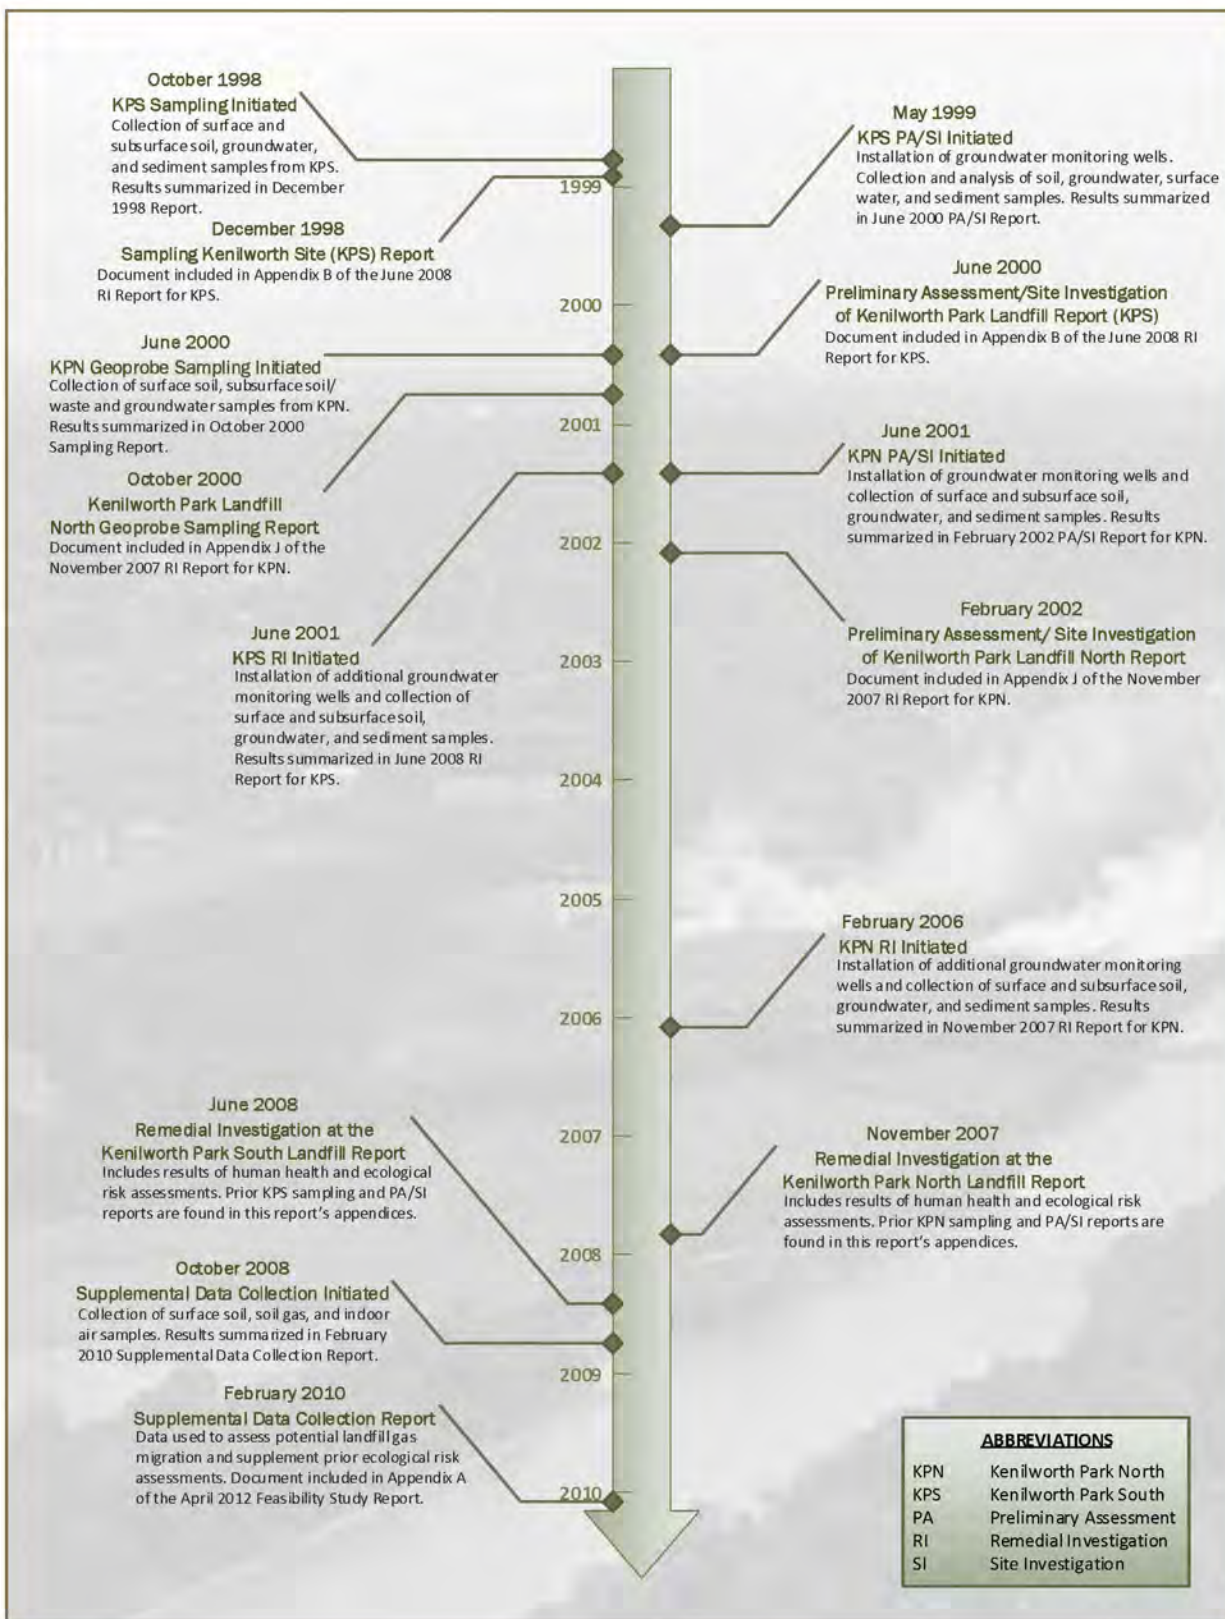 October 1998
KPS Sampling Initiated
Collection of surface and
subsurface soil, groundwater,
and sediment samples from KPS.
Results summarized in December
1998 Report.
December 1998
Sampling Kenilworth Site (KPS) Report
Document included in Appendix B of the June 2008
RI Report for KPS.
June 2000
KPN Geoprobe Sampling Initiated
Collection of surface soil, subsurface soil/
waste and groundwater samples from KPN.
Results summarized in October 2000
Sampling Report.
October 2000
Kenilworth Park Landfill
North Geoprobe Sampling Report
Document included in Appendix J of the
November 2007 RI Report for KPN.
June 2001
KPS RI Initiated
Installation of additional groundwater
monitoring wells and collection of
surface and subsurface soil,
groundwater, and sediment samples.
Results summarized in June 2008 RI
Report for KPS.
June 2008
Remedial Investigation at the
Kenilworth Park South Landfill Report
Includes results of human health and ecological
risk assessments. Prior KPS sampling and PA/SI
reports are found in this report's appendices.
October 2008
Supplemental Data Collection Initiated
Collection of surface soil, soil gas, and indoor
air samples. Results summarized in February
2010 Supplemental Data Collection Report.
February 2010
Supplemental Data Collection Report
Data used to assess potential landfill gas
migration and supplement prior ecological risk
assessments. Document included in Appendix A
of the April 2012 Feasibility Study Report.
1999
2000
2001
2002
2003
2004
2005
2006
2007
2008
2009
2010
May 1999
KPS PA/SI Initiated
Installation of groundwater monitoring wells.
Collection and analysis of soil, groundwater, surface
water, and sediment samples. Results summarized
in June 2000 PA/SI Report.
June 2000
Preliminary Assessment/Site Investigation
of Kenilworth Park Landfill Report (KPS)
Document included in Appendix B of the June 2008 RI
Report for KPS.
June 2001
KPN PA/SI Initiated
Installation of groundwater monitoring wells and
collection of surface and subsurface soil,
groundwater, and sediment samples. Results
summarized in February 2002 PA/SI Report for KPN.
February 2002
Preliminary Assessment/ Site Investigation
of Kenilworth Park Landfill North Report
Document included in Appendix J of the November
2007 RI Report for KPN.
February 2006
KPN RI Initiated
Installation of additional groundwater monitoring
wells and collection of surface and subsurface soil,
groundwater, and sediment samples. Results
summarized in November 2007 RI Report for KPN.
November 2007
Remedial Investigation at the
Kenilworth Park North Landfill Report
Includes results of human health and ecological risk
assessments. Prior KPN sampling and PA/SI reports are
found in this report's appendices.
ABBREVIATIONS
KPN Kenilworth Park North
KPS Kenilworth Park South
PA Preliminary Assessment
RI Remedial Investigation
SI Site Investigation